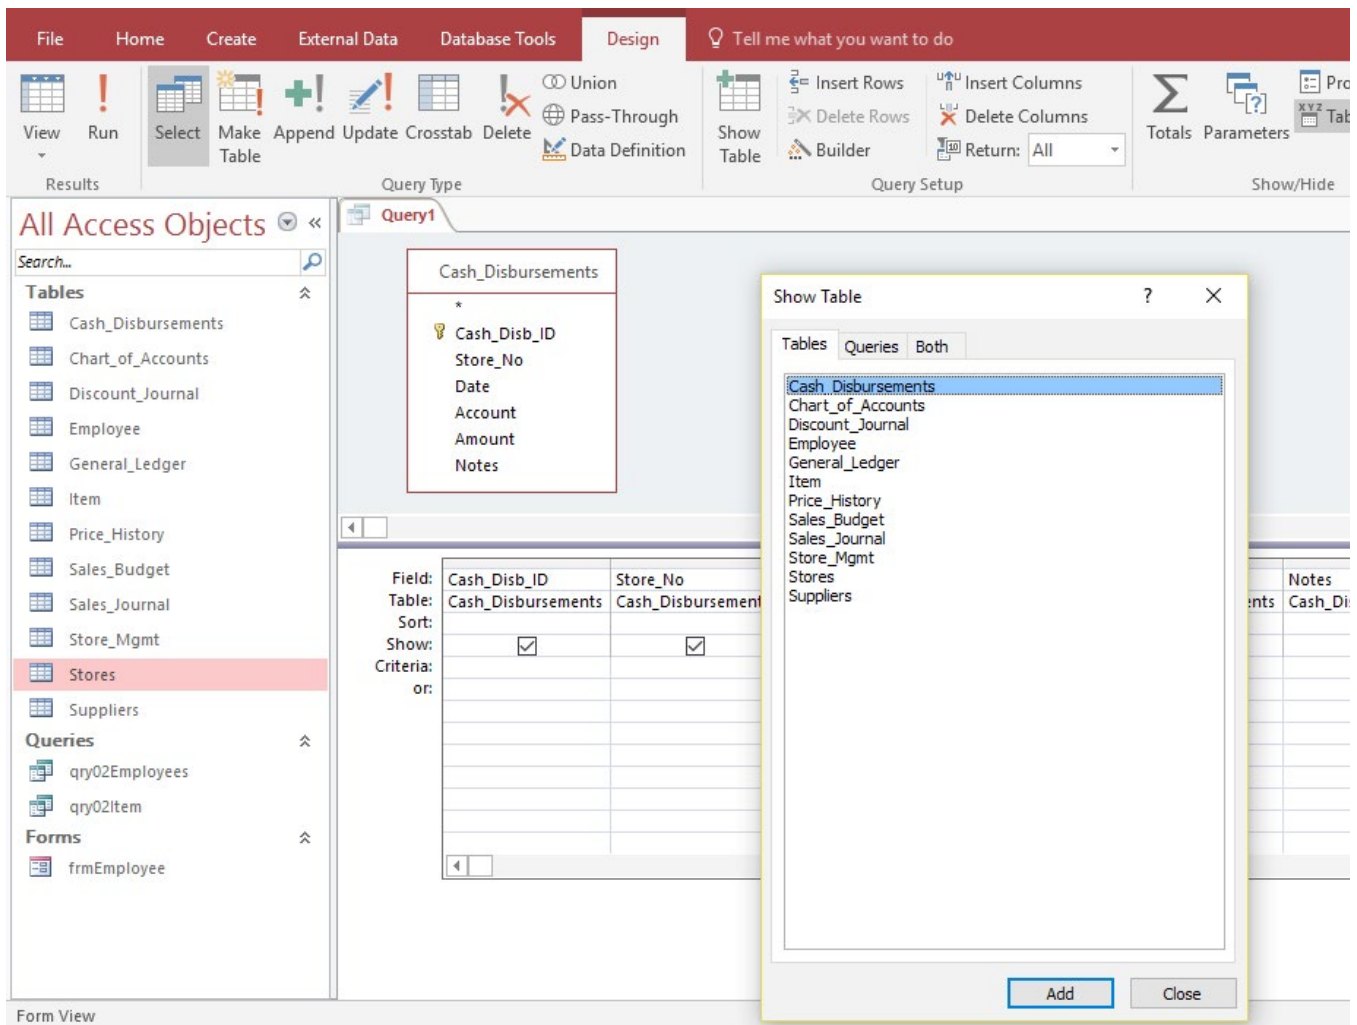 File Home Create External Data Database Tools Design Tell me what you want to do
View Run Select Make Table Append Update Crosstab Delete Union Pass-Through Data Definition Show Table Insert Rows Delete Rows Builder Insert Columns Delete Columns Return: All Totals Parameters
Results Query Type Query Setup Show/Hide
All Access Objects
Search...
Tables
Cash_Disbursements
Chart_of_Accounts
Discount_Journal
Employee
General_Ledger
Item
Price_History
Sales_Budget
Sales_Journal
Store_Mgmt
Stores
Suppliers
Queries
qry02Employees
qry02Item
Forms
frmEmployee
Query1
Cash_Disbursements
*
Cash_Disb_ID
Store_No
Date
Account
Amount
Notes
Field: Cash_Disb_ID Store_No Notes
Table: Cash_Disbursements Cash_Disbursement ents Cash_Di
Sort:
Show:
Criteria:
or:
Show Table ?
Tables Queries Both
Cash_Disbursements
Chart_of_Accounts
Discount_Journal
Employee
General_Ledger
Item
Price_History
Sales_Budget
Sales_Journal
Store_Mgmt
Stores
Suppliers
Add Close
Form View